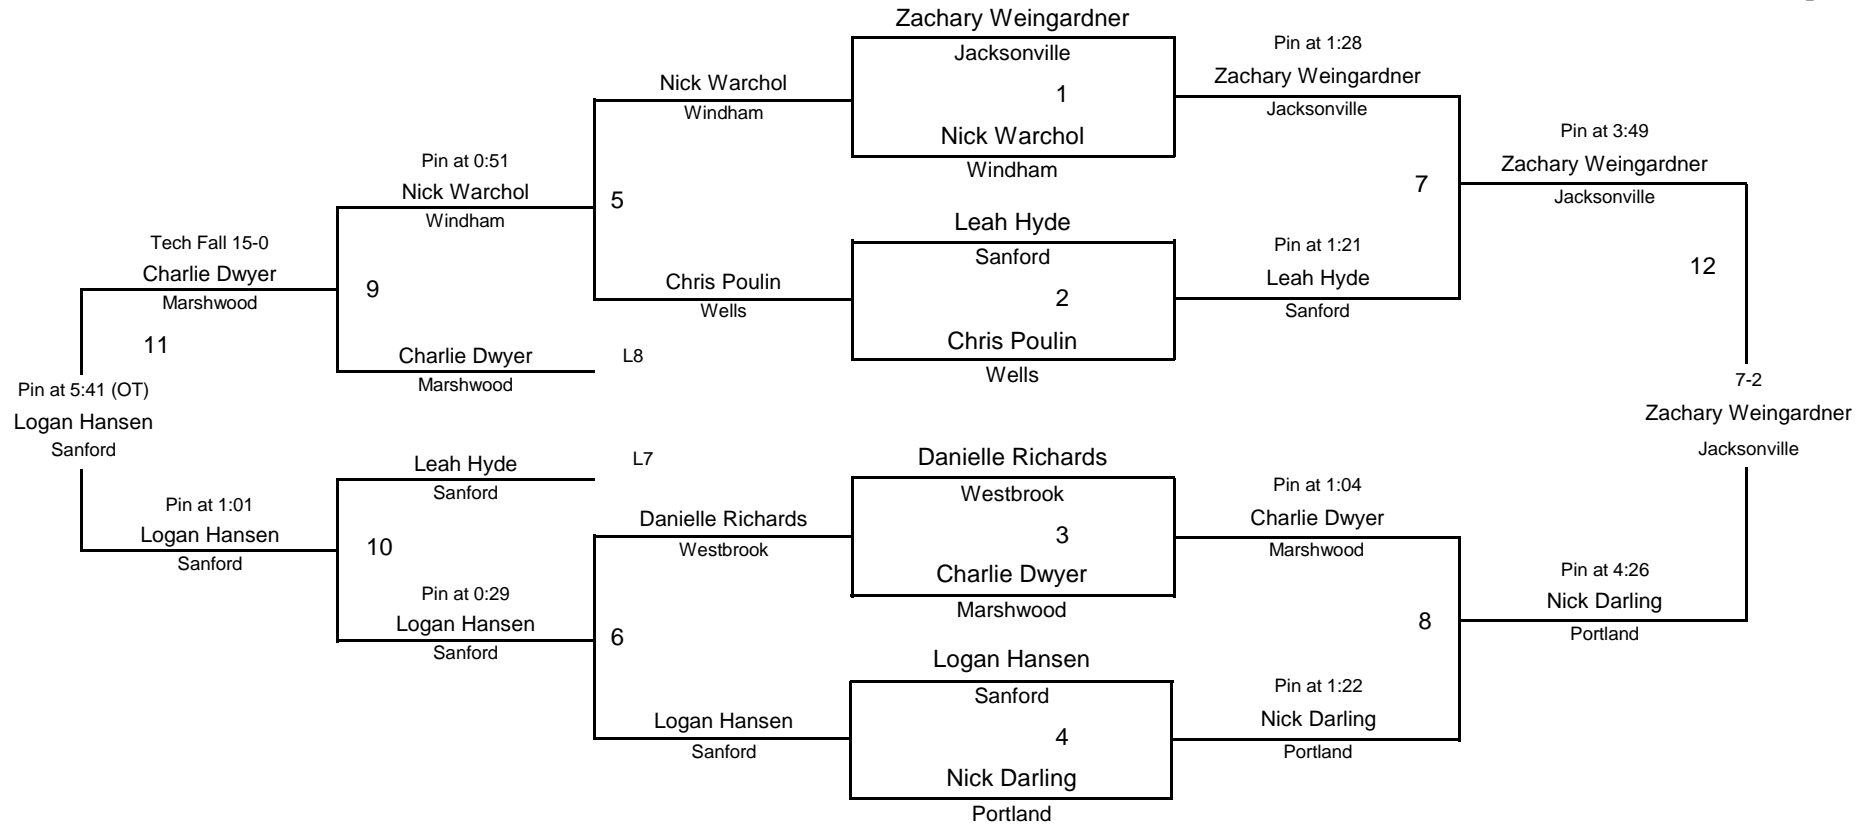 Zachary Weingardner
Jacksonville
1
Nick Warchol
Windham
Leah Hyde
Sanford
2
Chris Poulin
Wells
Danielle Richards
Westbrook
3
Charlie Dwyer
Marshwood
Logan Hansen
Sanford
4
Nick Darling
Portland
Pin at 1:28
Zachary Weingardner
Jacksonville
7
Pin at 1:21
Leah Hyde
Sanford
Pin at 1:04
Charlie Dwyer
Marshwood
8
Pin at 1:22
Nick Darling
Portland
Pin at 3:49
Zachary Weingardner
Jacksonville
12
Pin at 4:26
Nick Darling
Portland
7-2
Zachary Weingardner
Jacksonville
Nick Warchol
Windham
5
Chris Poulin
Wells
Danielle Richards
Westbrook
6
Logan Hansen
Sanford
Pin at 0:51
Nick Warchol
Windham
9
Charlie Dwyer
Marshwood
L8
Leah Hyde
Sanford
L7
10
Pin at 0:29
Logan Hansen
Sanford
Tech Fall 15-0
Charlie Dwyer
Marshwood
11
Pin at 1:01
Logan Hansen
Sanford
Pin at 5:41 (OT)
Logan Hansen
Sanford